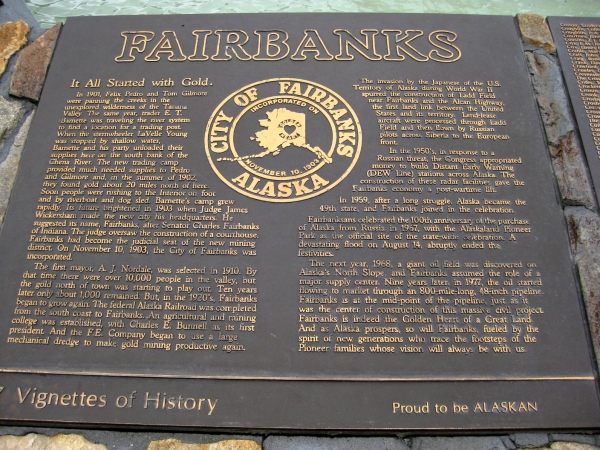 FAIRBANKS
It All Started with Gold.
In 1901, Felix Pedro and Tom Gilmore
were panning the creeks in the
unexplored wilderness of the Tanana
Valley. The same year, trader E. T.
Barnette was traveling the river system
to find a location for a trading post.
When the sternwheeler LaVelle Young
was stopped by shallow water,
Barnette and his party unloaded their
supplies here on the south bank of the
Chena River. The new trading camp
provided much needed supplies to Pedro
and Gilmore and, in the summer of 1902,
they found gold about 20 miles north of here.
Soon people were rushing to the Interior on foot
and by riverboat and dog sled. Barnette's camp grew
rapidly. Its future brightened in 1903 when Judge James
Wickersham made the new city his headquarters. He
suggested its name, Fairbanks, after Senator Charles Fairbanks
of Indiana. The judge oversaw the construction of a courthouse.
Fairbanks had become the judicial seat of the new mining
district. On November 10, 1903, the City of Fairbanks was
incorporated.
The first mayor, A. J. Nordale, was selected in 1910. By
that time there were over 10,000 people in the valley, but
the gold north of town was starting to play out. Ten years
later only about 1,000 remained. But, in the 1920's, Fairbanks
began to grow again. The federal Alaska Railroad was completed
from the south coast to Fairbanks. An agricultural and mining
college was established, with Charles E. Bunnell as its first
president. And the F.E. Company began to use a large
mechanical dredge to make gold mining productive again.
CITY OF FAIRBANKS
INCORPORATED ON
NOVEMBER 10, 1903
ALASKA
The invasion by the Japanese of the U.S.
Territory of Alaska during World War II
spurred the construction of Ladd Field
near Fairbanks and the Alcan Highway,
the first land link between the United
States and its territory. Lend-lease
aircraft were processed through Ladd
Field and then flown by Russian
pilots across Siberia to the European
front.
In the 1950's, in response to a
Russian threat, the Congress appropriated
money to build Distant Early Warning
(DEW Line) stations across Alaska. The
construction of these radar facilities gave the
Fairbanks economy a post-wartime lift.
In 1959, after a long struggle, Alaska became the
49th state, and Fairbanks joined in the celebration.
Fairbanksans celebrated the 100th anniversary of the purchase
of Alaska from Russia in 1967, with the Alaskaland Pioneer
Park as the official site of the state-wide celebration. A
devastating flood on August 14, abruptly ended the
festivities.
The next year, 1968, a giant oil field was discovered on
Alaska's North Slope, and Fairbanks assumed the role of a
major supply center. Nine years later, in 1977, the oil started
flowing to market through an 800-mile-long, 48-inch pipeline.
Fairbanks is at the mid-point of the pipeline, just as it
was the center of construction of this massive civil project.
Fairbanks is indeed the Golden Heart of a Great Land.
And as Alaska prospers, so will Fairbanks, fueled by the
spirit of new generations who trace the footsteps of the
Pioneer families whose vision will always be with us.
7 Vignettes of History
Proud to be ALASKAN